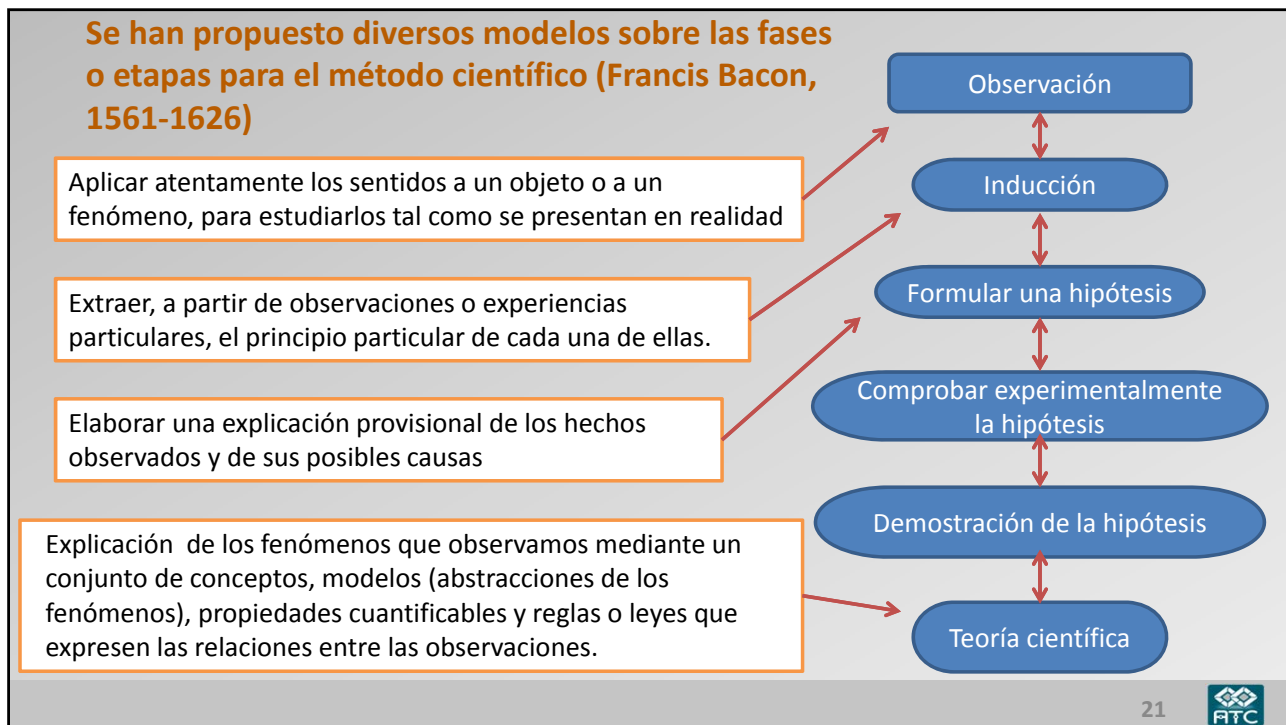 Se han propuesto diversos modelos sobre las fases
o etapas para el método científico (Francis Bacon,
1561-1626)
Observación
Aplicar atentamente los sentidos a un objeto o a un
fenómeno, para estudiarlos tal como se presentan en realidad
Inducción
Extraer, a partir de observaciones o experiencias
particulares, el principio particular de cada una de ellas.
Formular una hipótesis
Elaborar una explicación provisional de los hechos
observados y de sus posibles causas
Comprobar experimentalmente
la hipótesis
Demostración de la hipótesis
Explicación  de los fenómenos que observamos mediante un
conjunto de conceptos, modelos (abstracciones de los
fenómenos), propiedades cuantificables y reglas o leyes que
expresen las relaciones entre las observaciones.
Teoría científica
21
ATC